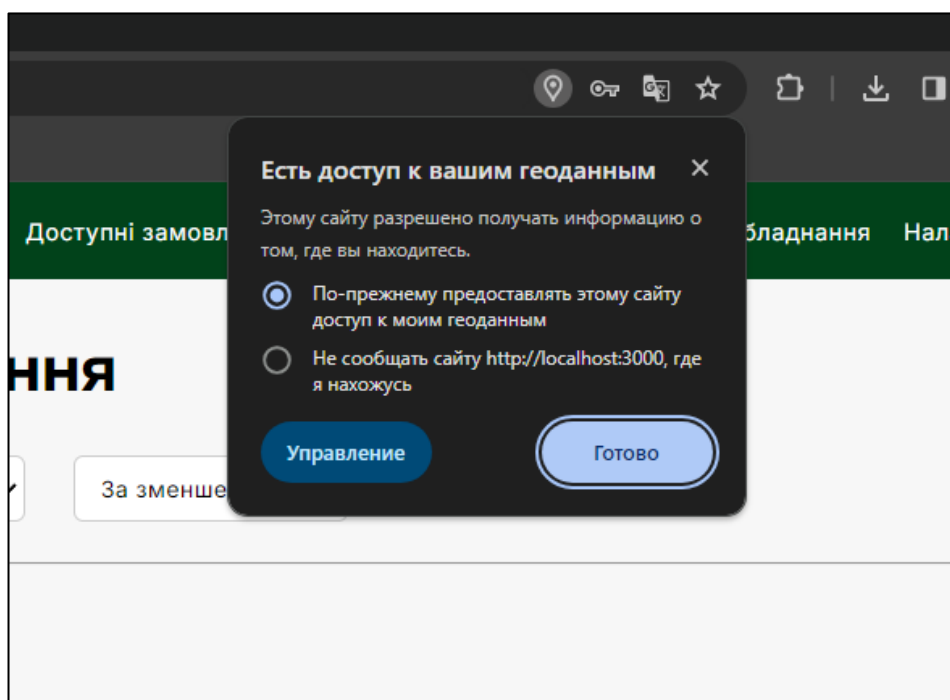 Есть доступ к вашим геоданным
Этому сайту разрешено получать информацию о
том, где вы находитесь.
Доступні замовл
бладнання Нал
По-прежнему предоставлять этому сайту
доступ к моим геоданным
Не сообщать сайту http://localhost:3000, где
я нахожусь
ння
Управление Готово
За зменше